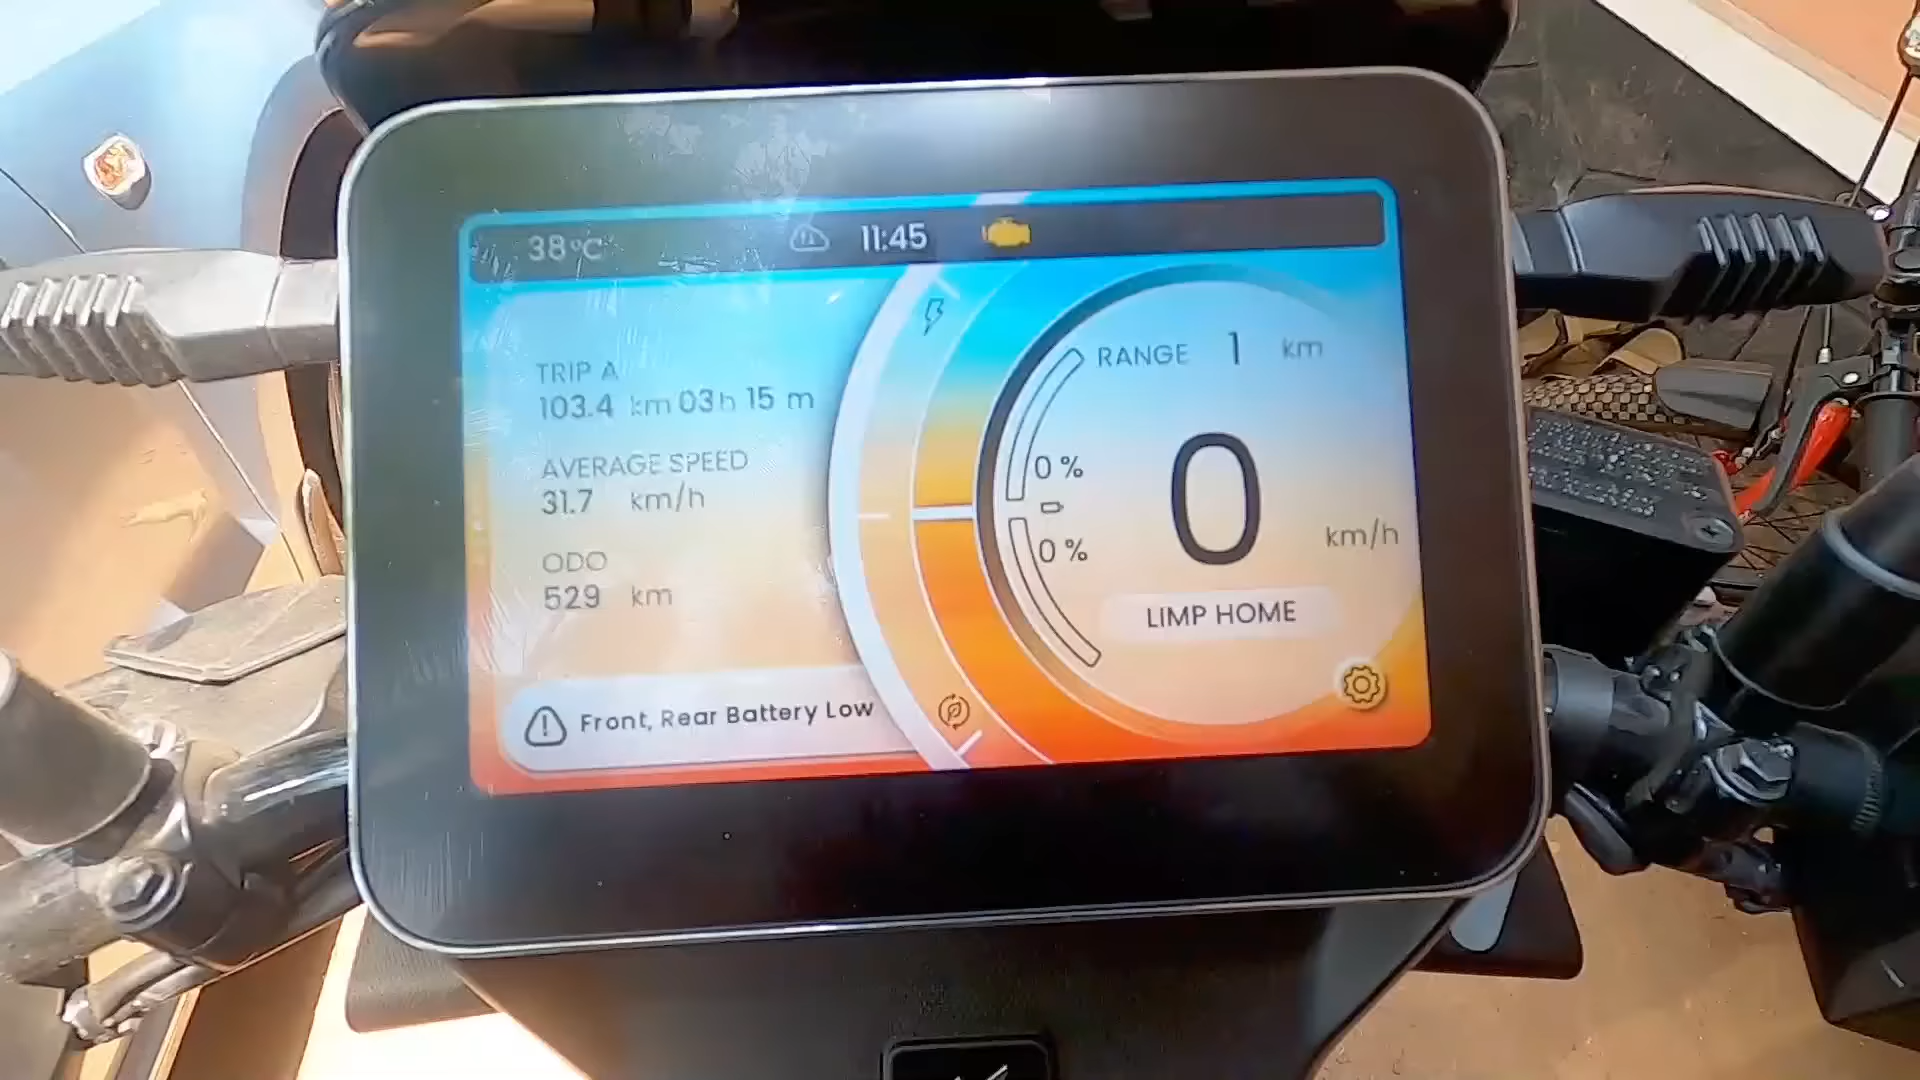 38°C
11:45
TRIP A
103.4 km 03h 15 m
AVERAGE SPEED
31.7 km/h
ODO
529 km
Front, Rear Battery Low
RANGE 1 km
0 %
0 %
0 km/h
LIMP HOME